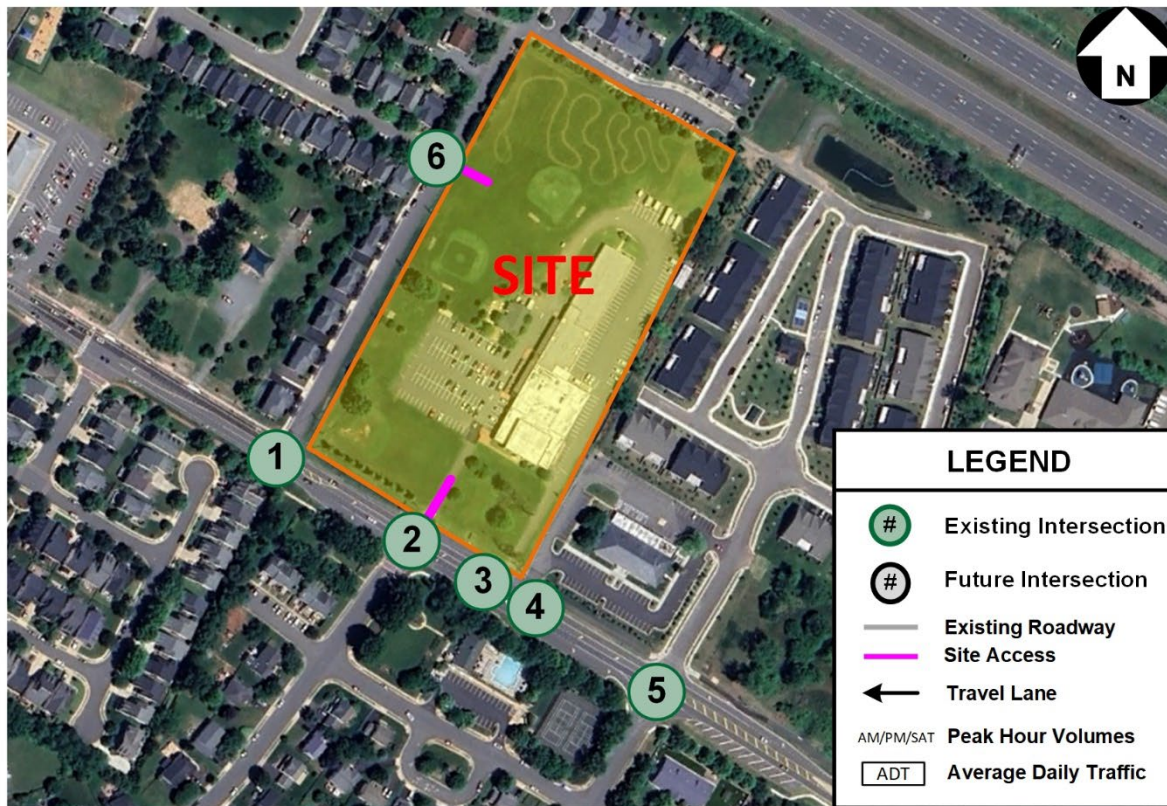 N
6
SITE
1
2
3
4
5
LEGEND
# Existing Intersection
# Future Intersection
Existing Roadway
Site Access
Travel Lane
AM/PM/SAT Peak Hour Volumes
ADT Average Daily Traffic